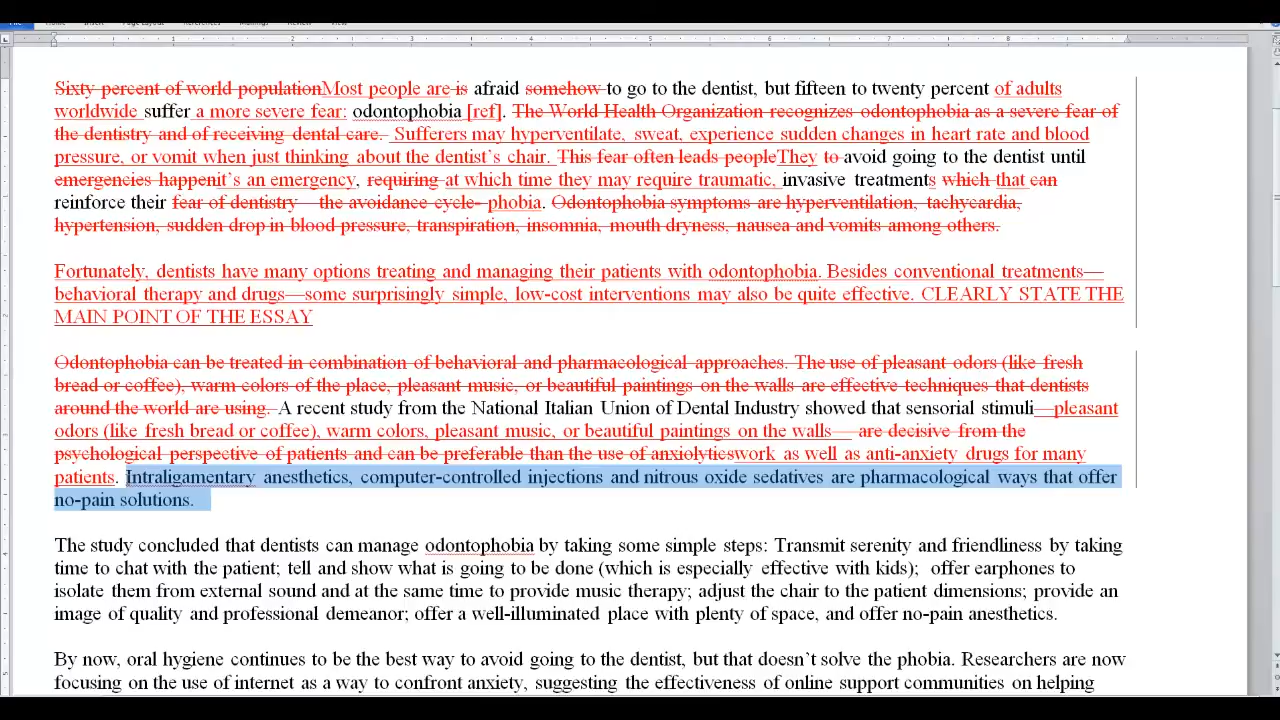 Sixty percent of world populationMost people are is afraid somehow to go to the dentist, but fifteen to twenty percent of adults
worldwide suffer a more severe fear: odontophobia [ref]. The World Health Organization recognizes odontophobia as a severe fear of
the dentistry and of receiving dental care. Sufferers may hyperventilate, sweat, experience sudden changes in heart rate and blood
pressure, or vomit when just thinking about the dentist's chair. This fear often leads peopleThey to avoid going to the dentist until
emergencies happenit's an emergency, requiring at which time they may require traumatic, invasive treatments which that can
reinforce their fear of dentistry – the avoidance cycle- phobia. Odontophobia symptoms are hyperventilation, tachycardia,
hypertension, sudden drop in blood pressure, transpiration, insomnia, mouth dryness, nausea and vomits among others.
Fortunately, dentists have many options treating and managing their patients with odontophobia. Besides conventional treatments—
behavioral therapy and drugs—some surprisingly simple, low-cost interventions may also be quite effective. CLEARLY STATE THE
MAIN POINT OF THE ESSAY
Odontophobia can be treated in combination of behavioral and pharmacological approaches. The use of pleasant odors (like fresh
bread or coffee), warm colors of the place, pleasant music, or beautiful paintings on the walls are effective techniques that dentists
around the world are using. A recent study from the National Italian Union of Dental Industry showed that sensorial stimuli—pleasant
odors (like fresh bread or coffee), warm colors, pleasant music, or beautiful paintings on the walls— are decisive from the
psychological perspective of patients and can be preferable than the use of anxiolyticswork as well as anti-anxiety drugs for many
patients. Intraligamentary anesthetics, computer-controlled injections and nitrous oxide sedatives are pharmacological ways that offer
no-pain solutions.
The study concluded that dentists can manage odontophobia by taking some simple steps: Transmit serenity and friendliness by taking
time to chat with the patient; tell and show what is going to be done (which is especially effective with kids); offer earphones to
isolate them from external sound and at the same time to provide music therapy; adjust the chair to the patient dimensions; provide an
image of quality and professional demeanor; offer a well-illuminated place with plenty of space, and offer no-pain anesthetics.
By now, oral hygiene continues to be the best way to avoid going to the dentist, but that doesn`t solve the phobia. Researchers are now
focusing on the use of internet as a way to confront anxiety, suggesting the effectiveness of online support communities on helping